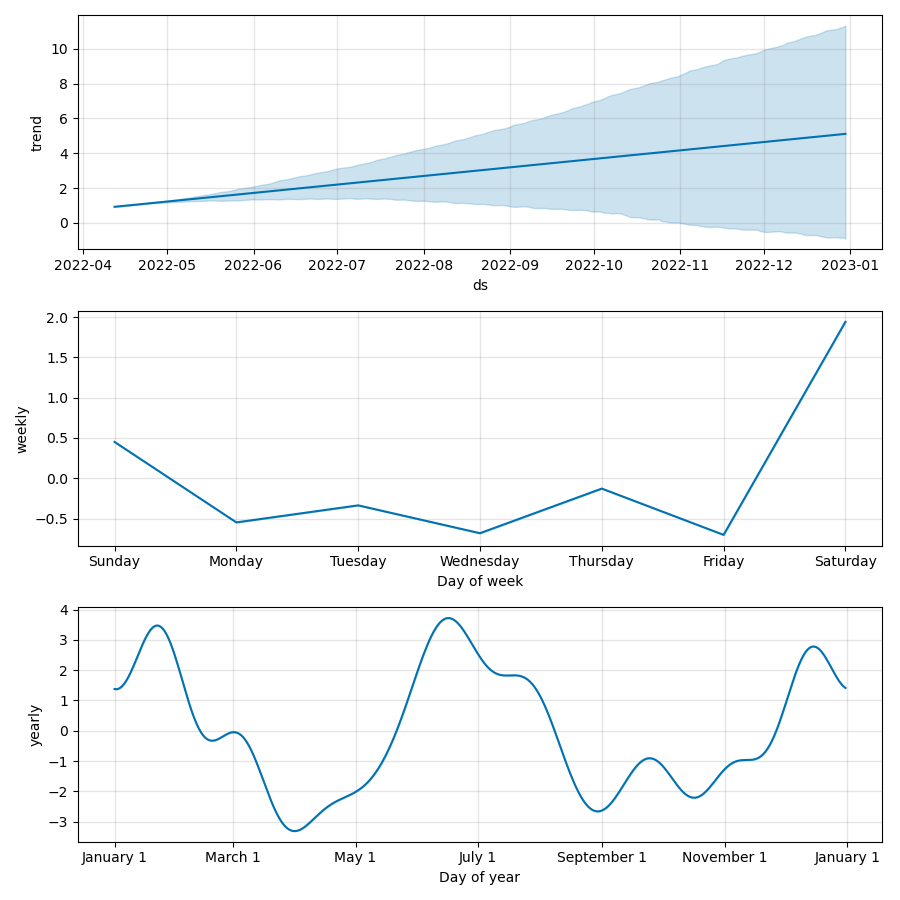 trend
10
8
6
4
2
0
2022-04 2022-05 2022-06 2022-07 2022-08 2022-09 2022-10 2022-11 2022-12 2023-01
ds
weekly
2.0
1.5
1.0
0.5
0.0
−0.5
Sunday Monday Tuesday Wednesday Thursday Friday Saturday
Day of week
yearly
4
3
2
1
0
−1
−2
−3
January 1 March 1 May 1 July 1 September 1 November 1 January 1
Day of year